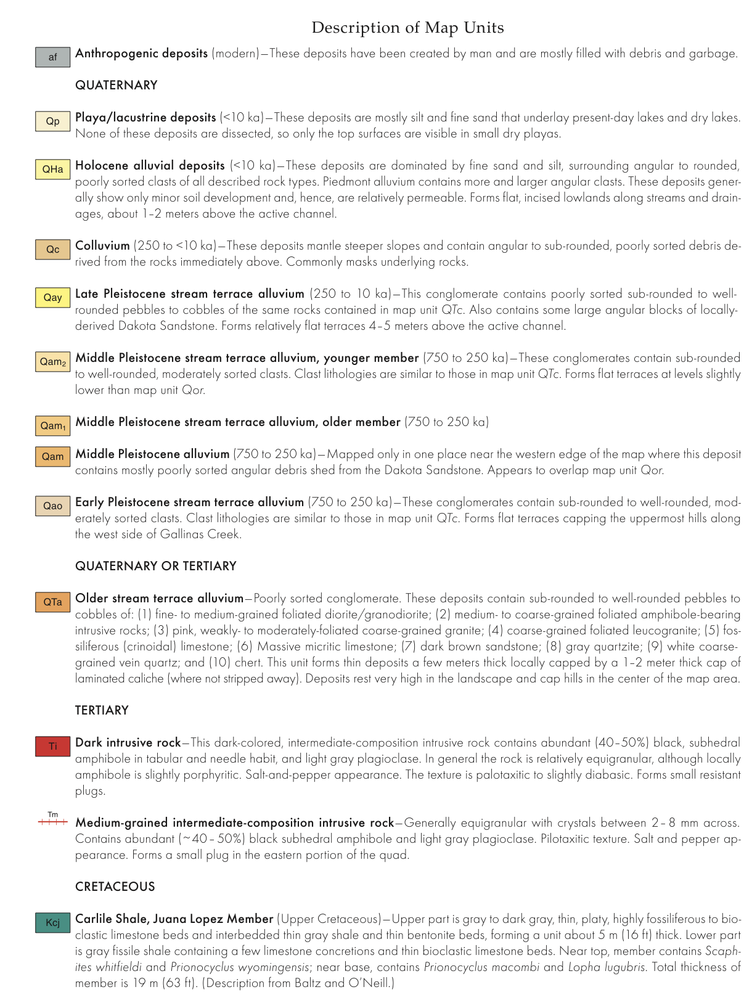 Description of Map Units
af Anthropogenic deposits (modern)—These deposits have been created by man and are mostly filled with debris and garbage.
QUATERNARY
Qp Playa/lacustrine deposits (<10 ka)—These deposits are mostly silt and fine sand that underlay present-day lakes and dry lakes.
None of these deposits are dissected, so only the top surfaces are visible in small dry playas.
QHa Holocene alluvial deposits (<10 ka)—These deposits are dominated by fine sand and silt, surrounding angular to rounded,
poorly sorted clasts of all described rock types. Piedmont alluvium contains more and larger angular clasts. These deposits gener-
ally show only minor soil development and, hence, are relatively permeable. Forms flat, incised lowlands along streams and drain-
ages, about 1–2 meters above the active channel.
Qc Colluvium (250 to <10 ka)—These deposits mantle steeper slopes and contain angular to sub-rounded, poorly sorted debris de-
rived from the rocks immediately above. Commonly masks underlying rocks.
Qay Late Pleistocene stream terrace alluvium (250 to 10 ka)—This conglomerate contains poorly sorted sub-rounded to well-
rounded pebbles to cobbles of the same rocks contained in map unit QTc. Also contains some large angular blocks of locally-
derived Dakota Sandstone. Forms relatively flat terraces 4–5 meters above the active channel.
Qam₂ Middle Pleistocene stream terrace alluvium, younger member (750 to 250 ka)—These conglomerates contain sub-rounded
to well-rounded, moderately sorted clasts. Clast lithologies are similar to those in map unit QTc. Forms flat terraces at levels slightly
lower than map unit Qor.
Qam₁ Middle Pleistocene stream terrace alluvium, older member (750 to 250 ka)
Qam Middle Pleistocene alluvium (750 to 250 ka)—Mapped only in one place near the western edge of the map where this deposit
contains mostly poorly sorted angular debris shed from the Dakota Sandstone. Appears to overlap map unit Qor.
Qao Early Pleistocene stream terrace alluvium (750 to 250 ka)—These conglomerates contain sub-rounded to well-rounded, mod-
erately sorted clasts. Clast lithologies are similar to those in map unit QTc. Forms flat terraces capping the uppermost hills along
the west side of Gallinas Creek.
QUATERNARY OR TERTIARY
QTa Older stream terrace alluvium—Poorly sorted conglomerate. These deposits contain sub-rounded to well-rounded pebbles to
cobbles of: (1) fine- to medium-grained foliated diorite/granodiorite; (2) medium- to coarse-grained foliated amphibole-bearing
intrusive rocks; (3) pink, weakly- to moderately-foliated coarse-grained granite; (4) coarse-grained foliated leucogranite; (5) fos-
siliferous (crinoidal) limestone; (6) Massive micritic limestone; (7) dark brown sandstone; (8) gray quartzite; (9) white coarse-
grained vein quartz; and (10) chert. This unit forms thin deposits a few meters thick locally capped by a 1–2 meter thick cap of
laminated caliche (where not stripped away). Deposits rest very high in the landscape and cap hills in the center of the map area.
TERTIARY
Ti Dark intrusive rock—This dark-colored, intermediate-composition intrusive rock contains abundant (40–50%) black, subhedral
amphibole in tabular and needle habit, and light gray plagioclase. In general the rock is relatively equigranular, although locally
amphibole is slightly porphyritic. Salt-and-pepper appearance. The texture is palotaxitic to slightly diabasic. Forms small resistant
plugs.
Tm Medium-grained intermediate-composition intrusive rock—Generally equigranular with crystals between 2–8 mm across.
Contains abundant (~40–50%) black subhedral amphibole and light gray plagioclase. Pilotaxitic texture. Salt and pepper ap-
pearance. Forms a small plug in the eastern portion of the quad.
CRETACEOUS
Kcj Carlile Shale, Juana Lopez Member (Upper Cretaceous)—Upper part is gray to dark gray, thin, platy, highly fossiliferous to bio-
clastic limestone beds and interbedded thin gray shale and thin bentonite beds, forming a unit about 5 m (16 ft) thick. Lower part
is gray fissile shale containing a few limestone concretions and thin bioclastic limestone beds. Near top, member contains Scaph-
ites whitfieldi and Prionocyclus wyomingensis; near base, contains Prionocyclus macombi and Lopha lugubris. Total thickness of
member is 19 m (63 ft). (Description from Baltz and O’Neill.)